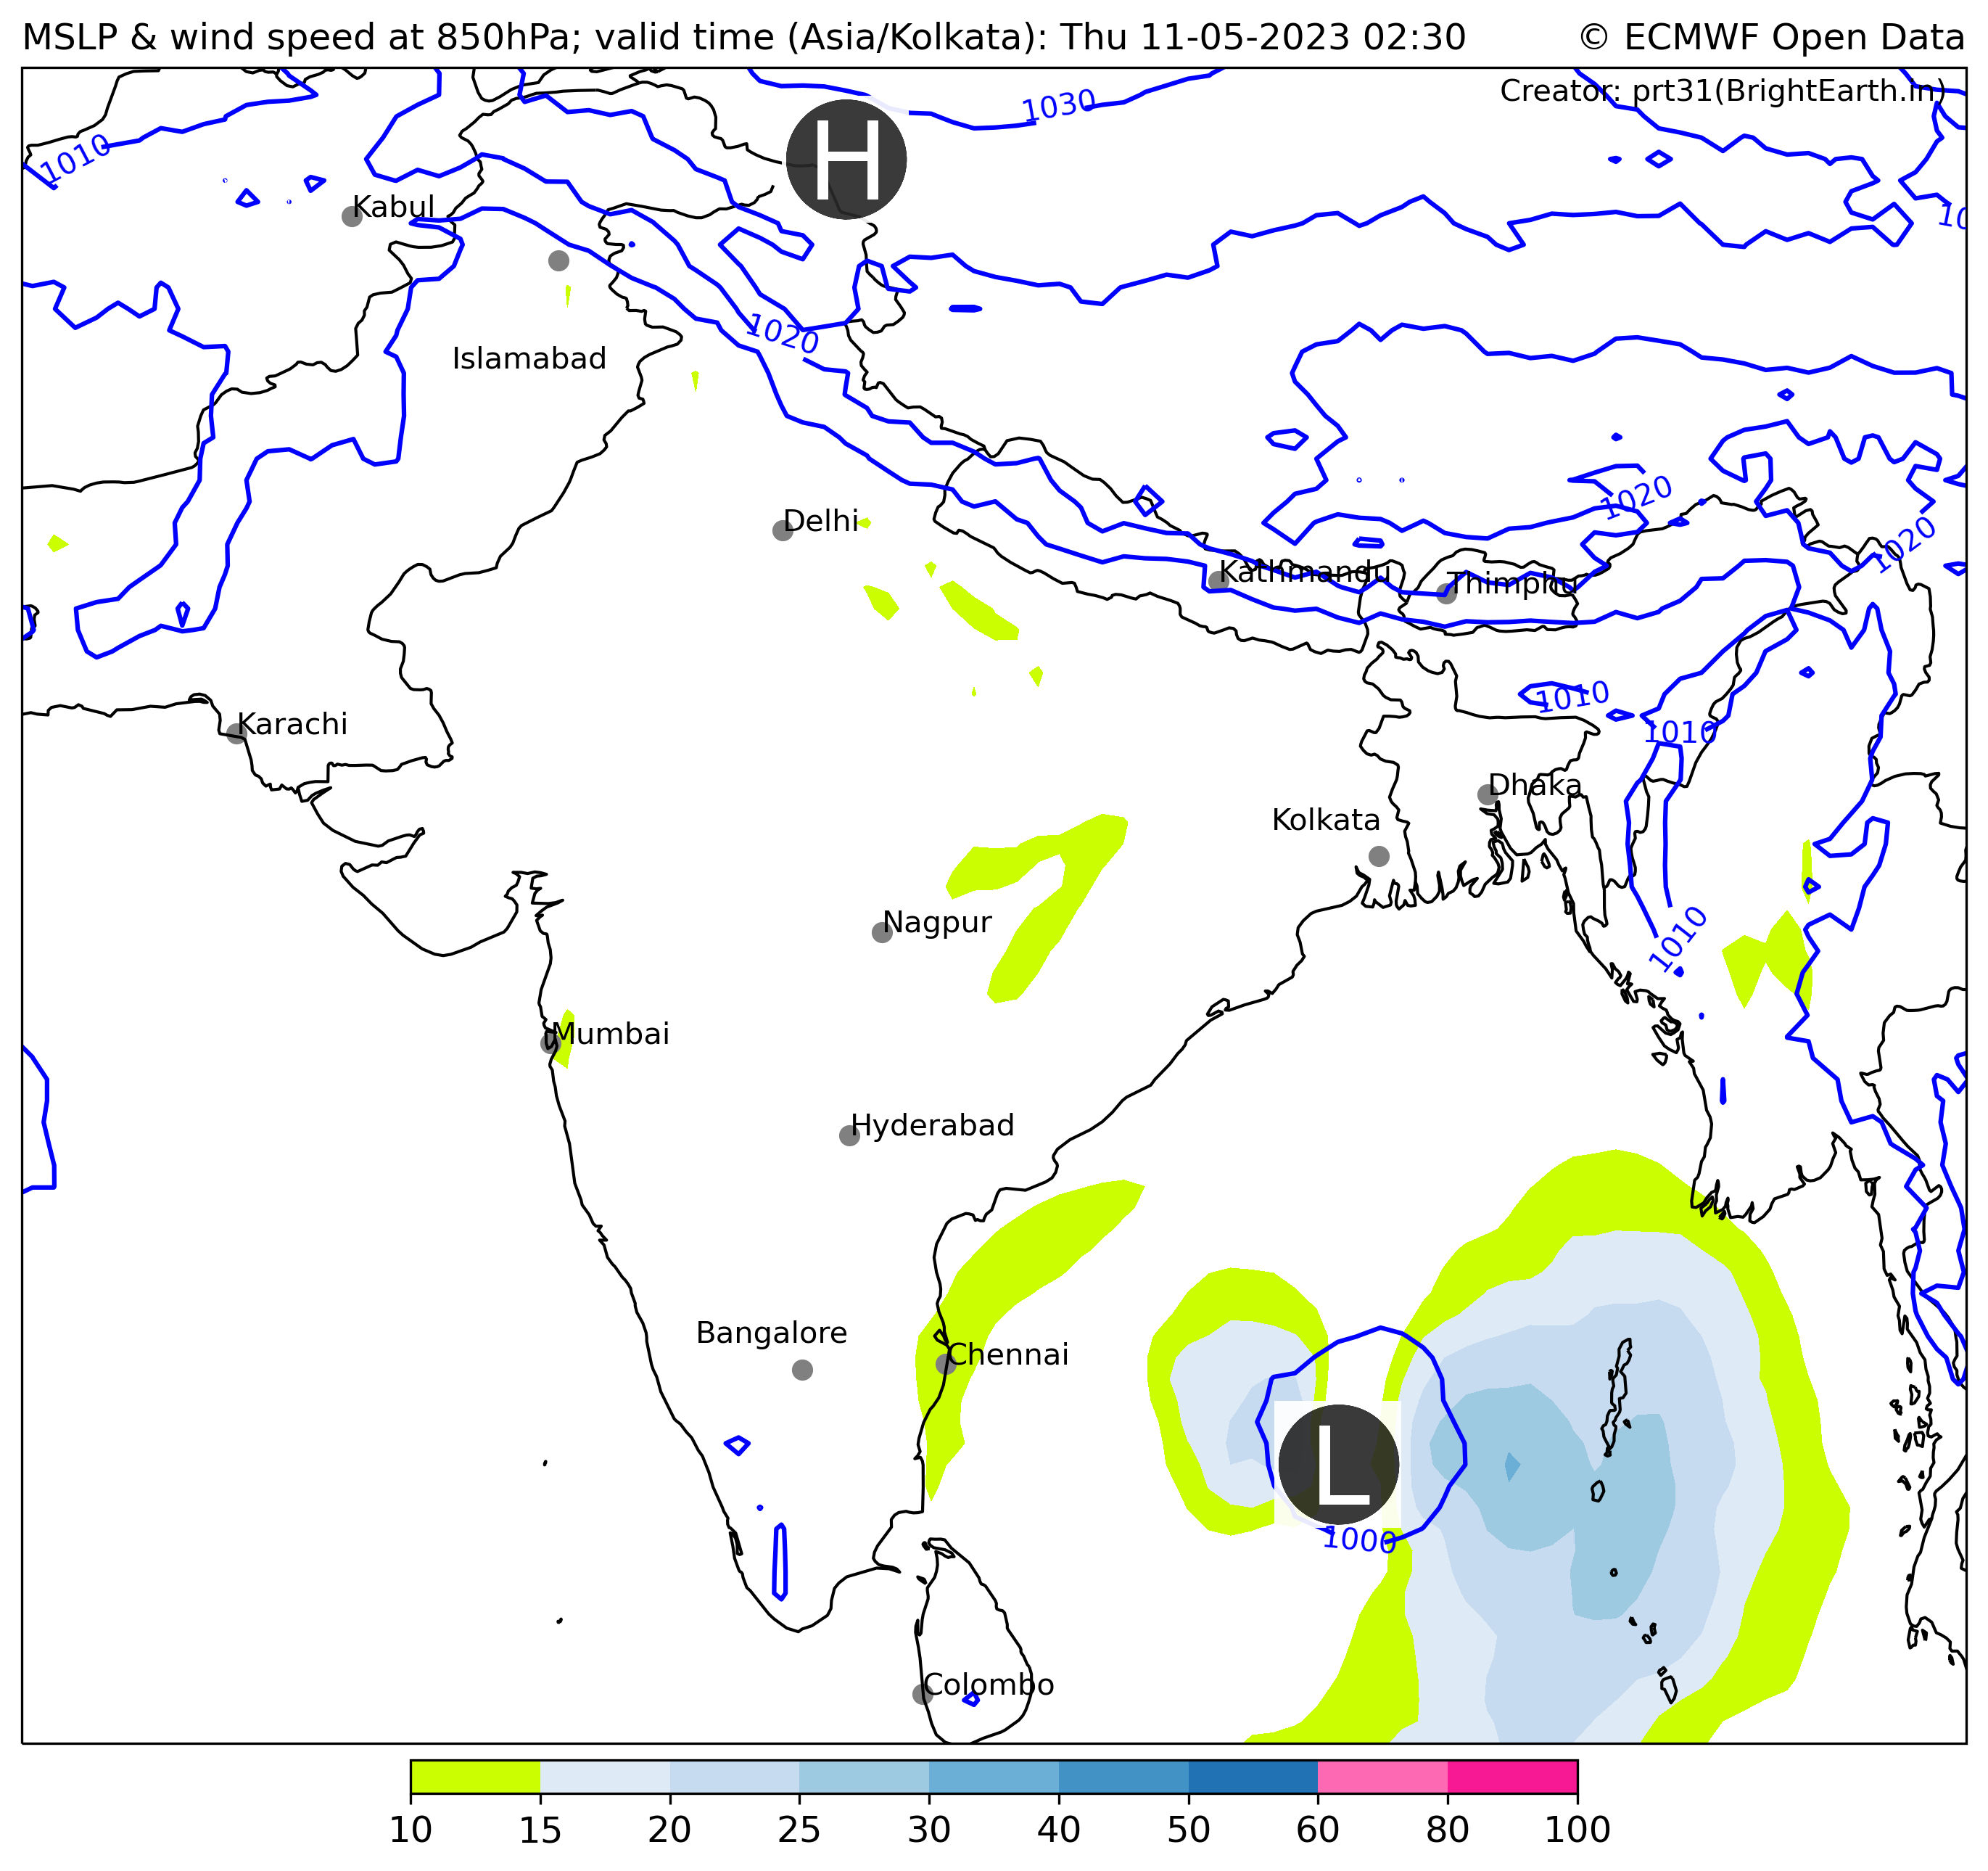 MSLP & wind speed at 850hPa; valid time (Asia/Kolkata): Thu 11-05-2023 02:30
© ECMWF Open Data
Creator: prt31(BrightEarth.in)
1030
H
1010
Kabul
10
1020
Islamabad
1020
Delhi
1020
Kathmandu
Thimphu
1010
1010
Karachi
Dhaka
Kolkata
Nagpur
1010
Mumbai
Hyderabad
Bangalore
Chennai
L
1000
Colombo
10 15 20 25 30 40 50 60 80 100